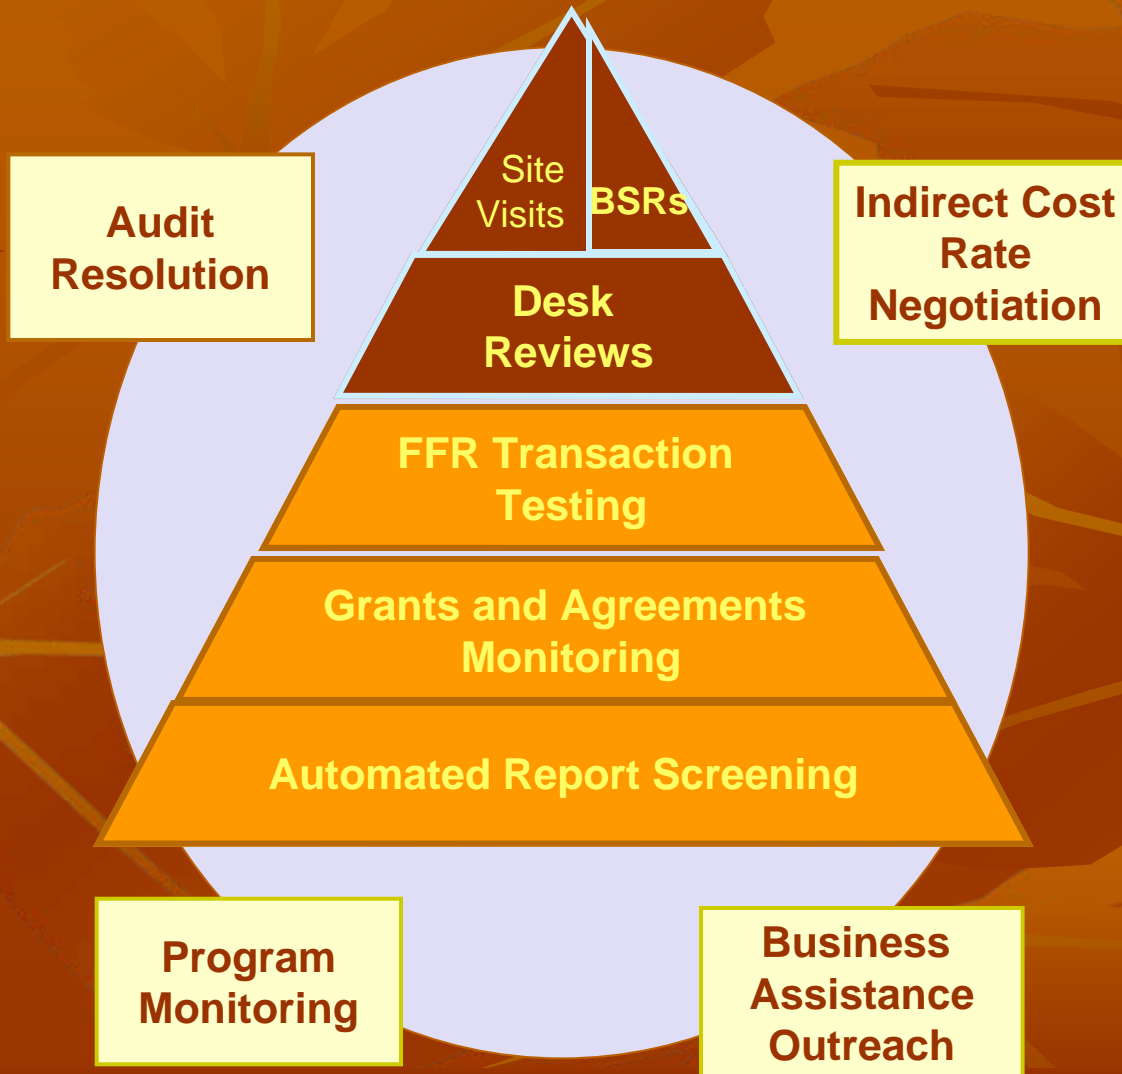 Site
Visits
BSRs
Audit
Resolution
Indirect Cost
Rate
Negotiation
Desk
Reviews
FFR Transaction
Testing
Grants and Agreements
Monitoring
Automated Report Screening
Program
Monitoring
Business
Assistance
Outreach